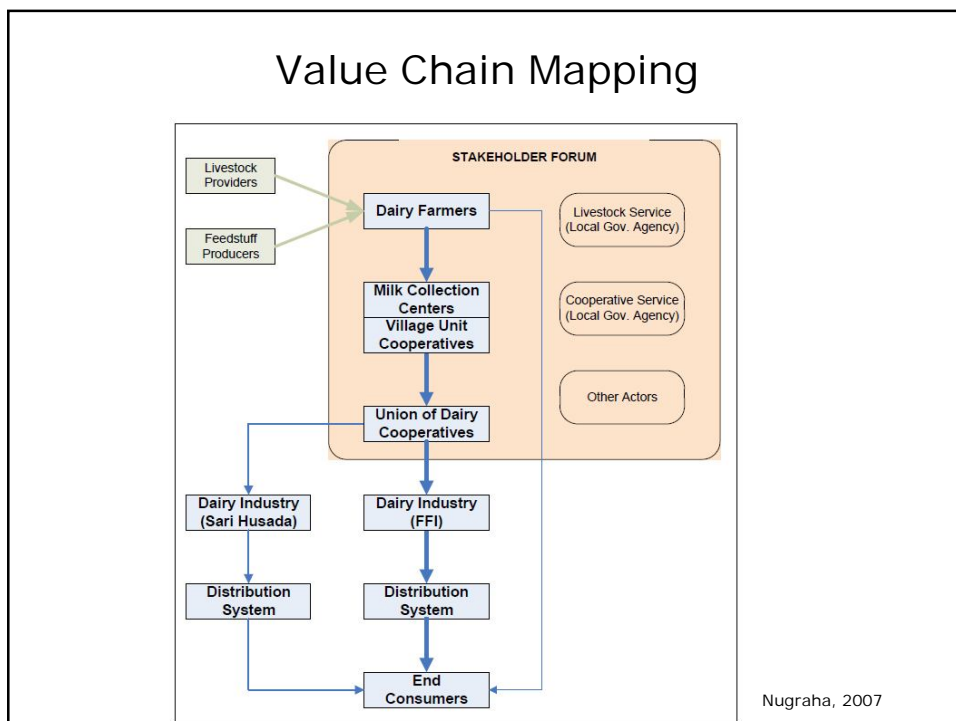 Value Chain Mapping
STAKEHOLDER FORUM
Livestock
Providers
Feedstuff
Producers
Dairy Farmers
Livestock Service
(Local Gov. Agency)
Milk Collection
Centers
Village Unit
Cooperatives
Cooperative Service
(Local Gov. Agency)
Other Actors
Union of Dairy
Cooperatives
Dairy Industry
(Sari Husada)
Dairy Industry
(FFI)
Distribution
System
Distribution
System
End
Consumers
Nugraha, 2007